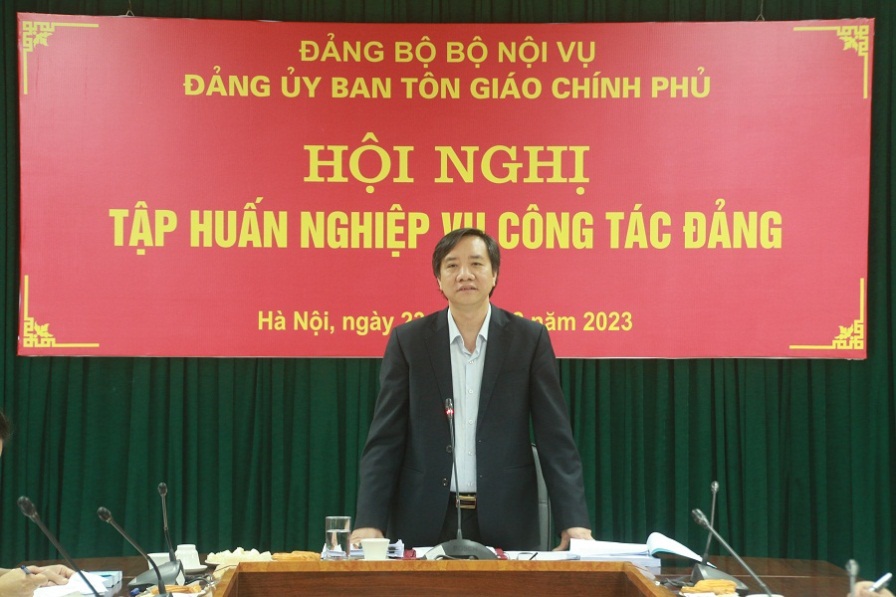 ĐẢNG BỘ BỘ NỘI VỤ
ĐẢNG ỦY BAN TÔN GIÁO CHÍNH PHỦ
HỘI NGHỊ
TẬP HUẤN NGHIỆP VỤ CÔNG TÁC ĐẢNG
Hà Nội, ngày năm 2023